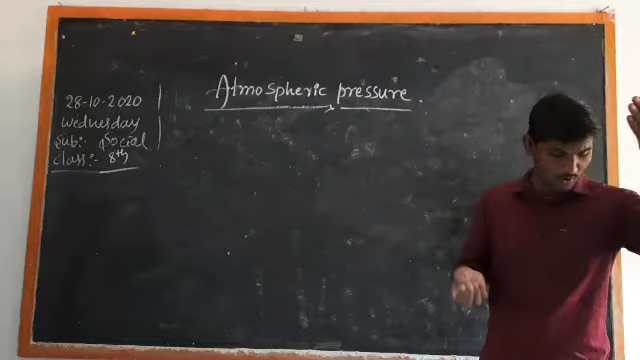 Atmospheric pressure.
28-10-2020
Wednesday
Sub:- Social
Class:- 8th